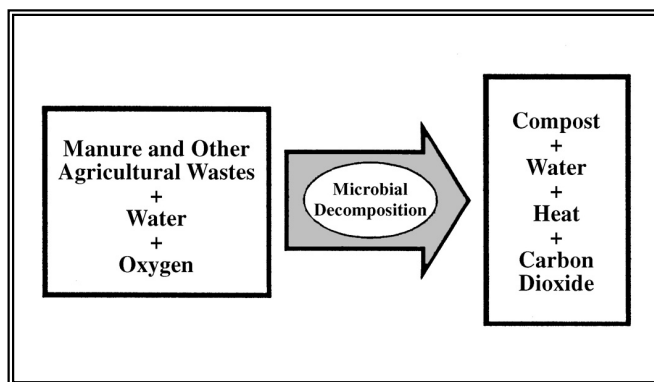 Manure and Other
Agricultural Wastes
+
Water
+
Oxygen
Microbial
Decomposition
Compost
+
Water
+
Heat
+
Carbon
Dioxide